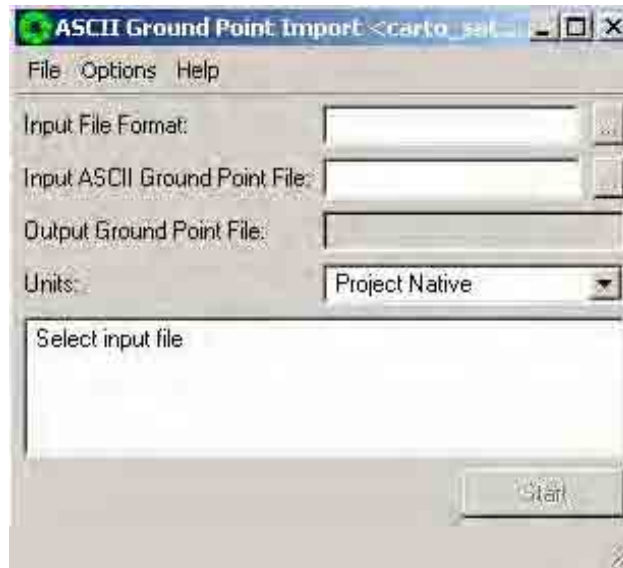 ASCII Ground Point Import <carto_sat...
File Options Help
Input File Format:
...
Input ASCII Ground Point File:
Output Ground Point File:
Units:
Project Native
Select input file
Start